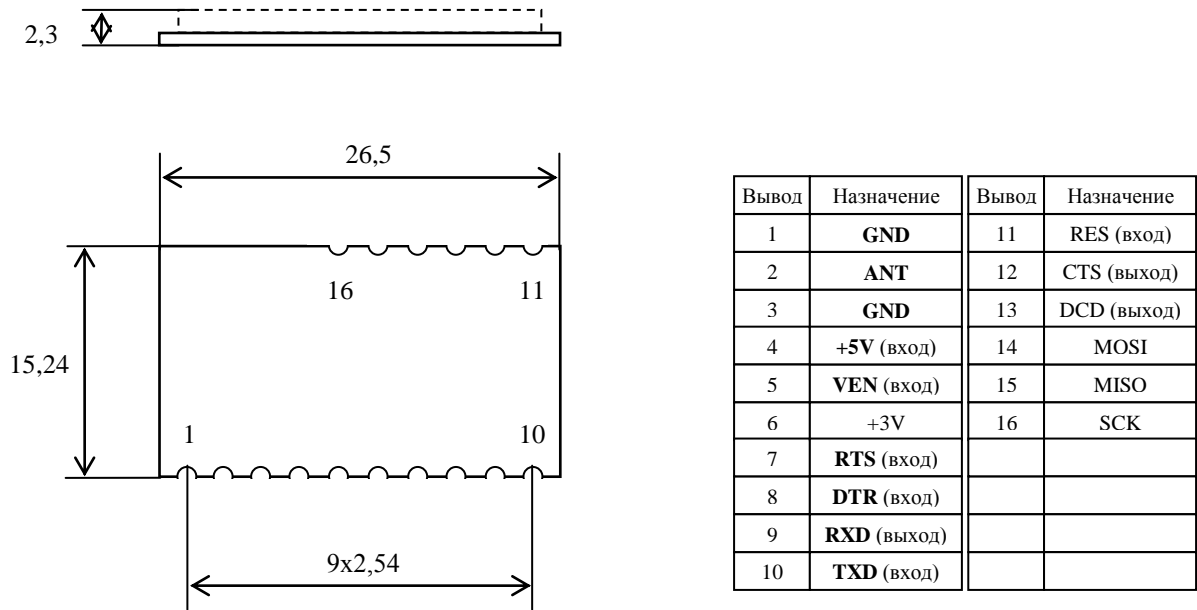 2,3
26,5
16 11
15,24
1 10
9x2,54
Вывод Назначение Вывод Назначение
1 GND 11 RES (вход)
2 ANT 12 CTS (выход)
3 GND 13 DCD (выход)
4 +5V (вход) 14 MOSI
5 VEN (вход) 15 MISO
6 +3V 16 SCK
7 RTS (вход)
8 DTR (вход)
9 RXD (выход)
10 TXD (вход)